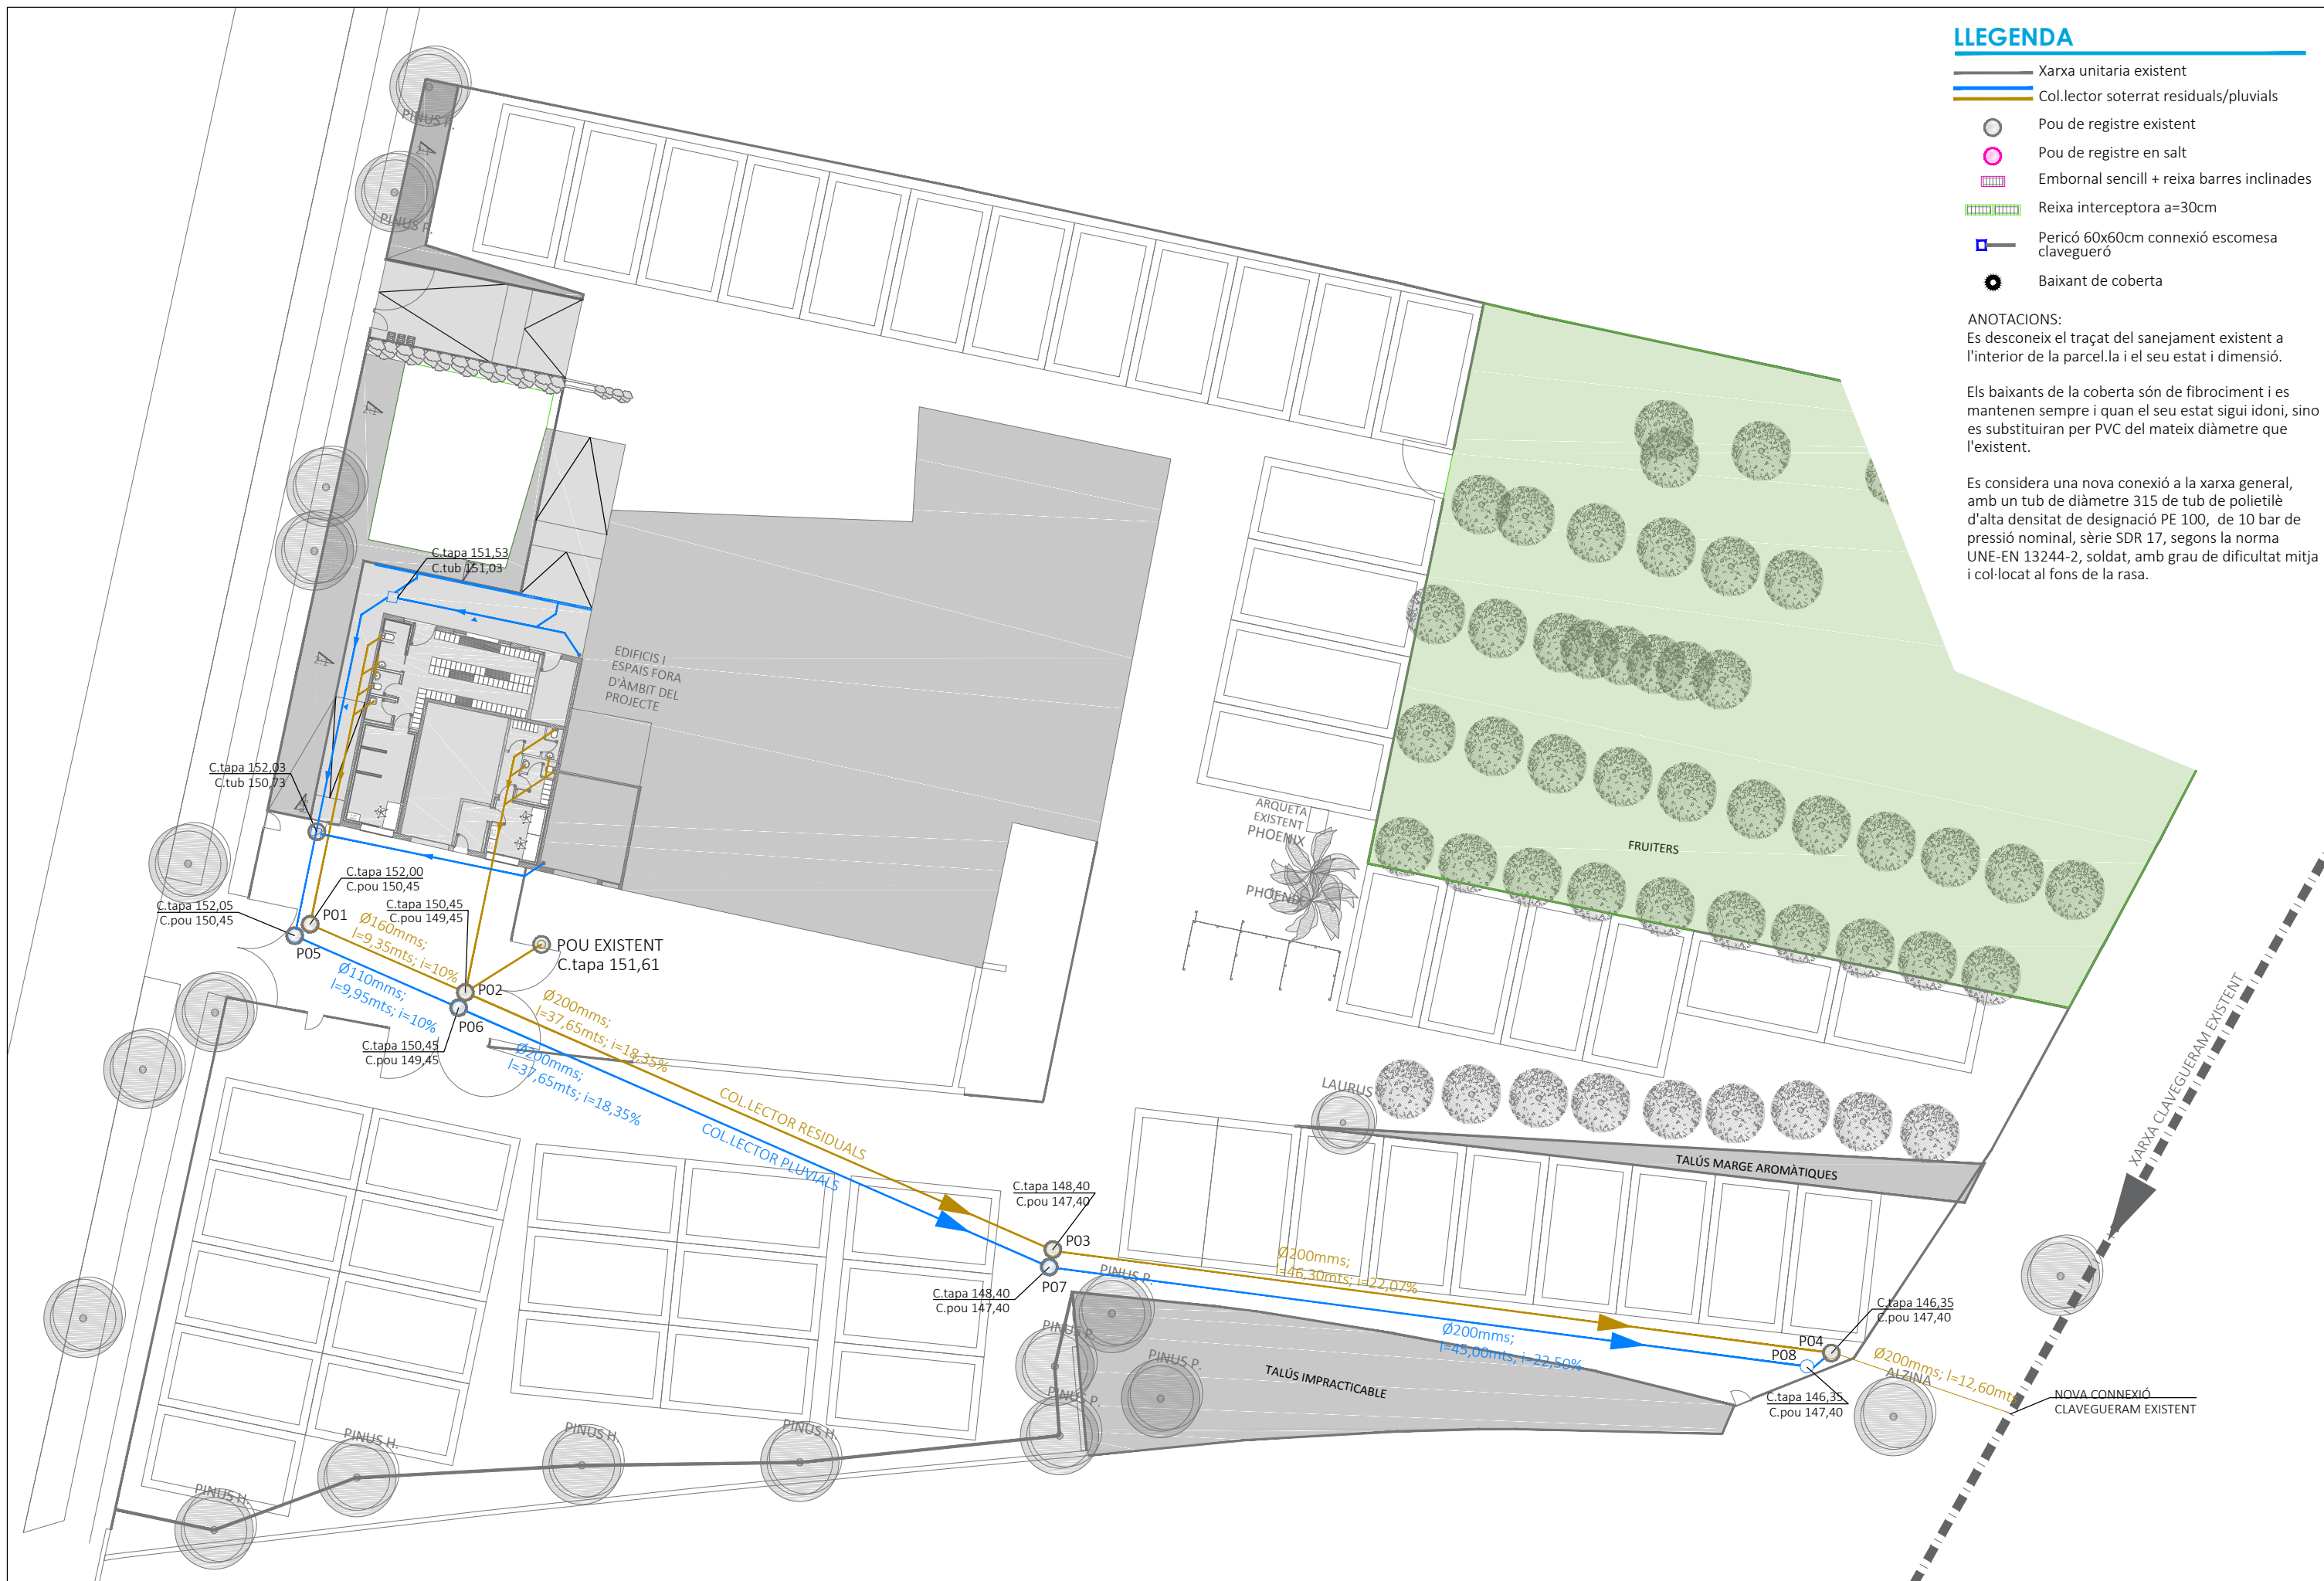 LLEGENDA
Xarxa unitaria existent
Col.lector soterrat residuals/pluvials
Pou de registre existent
Pou de registre en salt
Embornal sencill + reixa barres inclinades
Reixa interceptora a=30cm
Pericó 60x60cm connexió escomesa
clavegueró
Baixant de coberta
ANOTACIONS:
Es desconeix el traçat del sanejament existent a
l'interior de la parcel.la i el seu estat i dimensió.
Els baixants de la coberta són de fibrociment i es
mantenen sempre i quan el seu estat sigui idoni, sino
es substituiran per PVC del mateix diàmetre que
l'existent.
Es considera una nova conexió a la xarxa general,
amb un tub de diàmetre 315 de tub de polietilè
d'alta densitat de designació PE 100, de 10 bar de
pressió nominal, sèrie SDR 17, segons la norma
UNE-EN 13244-2, soldat, amb grau de dificultat mitja
i col·locat al fons de la rasa.
PINUS P.
PINUS P.
C.tapa 151,53
C.tub 151,03
EDIFICIS I
ESPAIS FORA
D'ÀMBIT DEL
PROJECTE
C.tapa 152,03
C.tub 150,73
ARQUETA
EXISTENT
PHOENIX
PHOENIX
FRUITERS
C.tapa 152,00
C.pou 150,45
C.tapa 152,05
C.pou 150,45
P01
P05
C.tapa 150,45
C.pou 149,45
Ø160mms;
l=9,35mts; i=10%
POU EXISTENT
C.tapa 151,61
Ø110mms;
l=9,95mts; i=10%
P02
P06
Ø200mms;
l=37,65mts; i=18,35%
C.tapa 150,45
C.pou 149,45
Ø200mms;
l=37,65mts; i=18,35%
COL.LECTOR RESIDUALS
COL.LECTOR PLUVIALS
XARXA CLAVEGUERAM EXISTENT
LAURUS
TALÚS MARGE AROMÀTIQUES
C.tapa 148,40
C.pou 147,40
P03
P07
C.tapa 148,40
C.pou 147,40
Ø200mms;
l=46,30mts; i=22,07%
PINUS P.
PINUS P.
PINUS P.
PINUS P.
Ø200mms;
l=45,00mts; i=22,50%
TALÚS IMPRACTICABLE
C.tapa 146,35
C.pou 147,40
P04
P08
C.tapa 146,35
C.pou 147,40
Ø200mms; l=12,60mts
ALZINA
NOVA CONNEXIÓ
CLAVEGUERAM EXISTENT
PINUS H.
PINUS H.
PINUS H.
PINUS H.